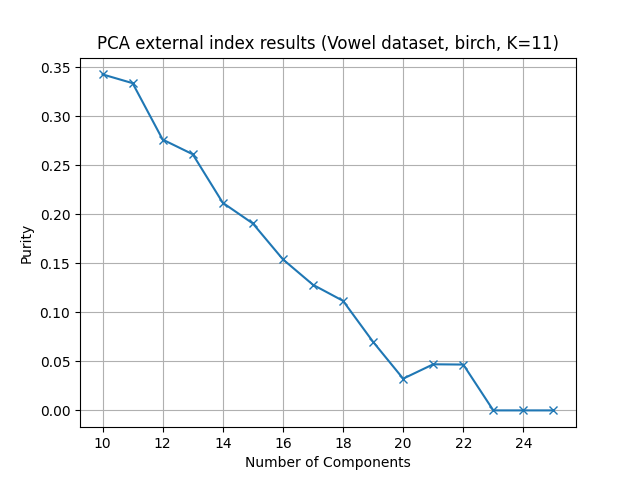 PCA external index results (Vowel dataset, birch, K=11)
0.35
0.30
0.25
0.20
0.15
0.10
0.05
0.00
Purity
10 12 14 16 18 20 22 24
Number of Components